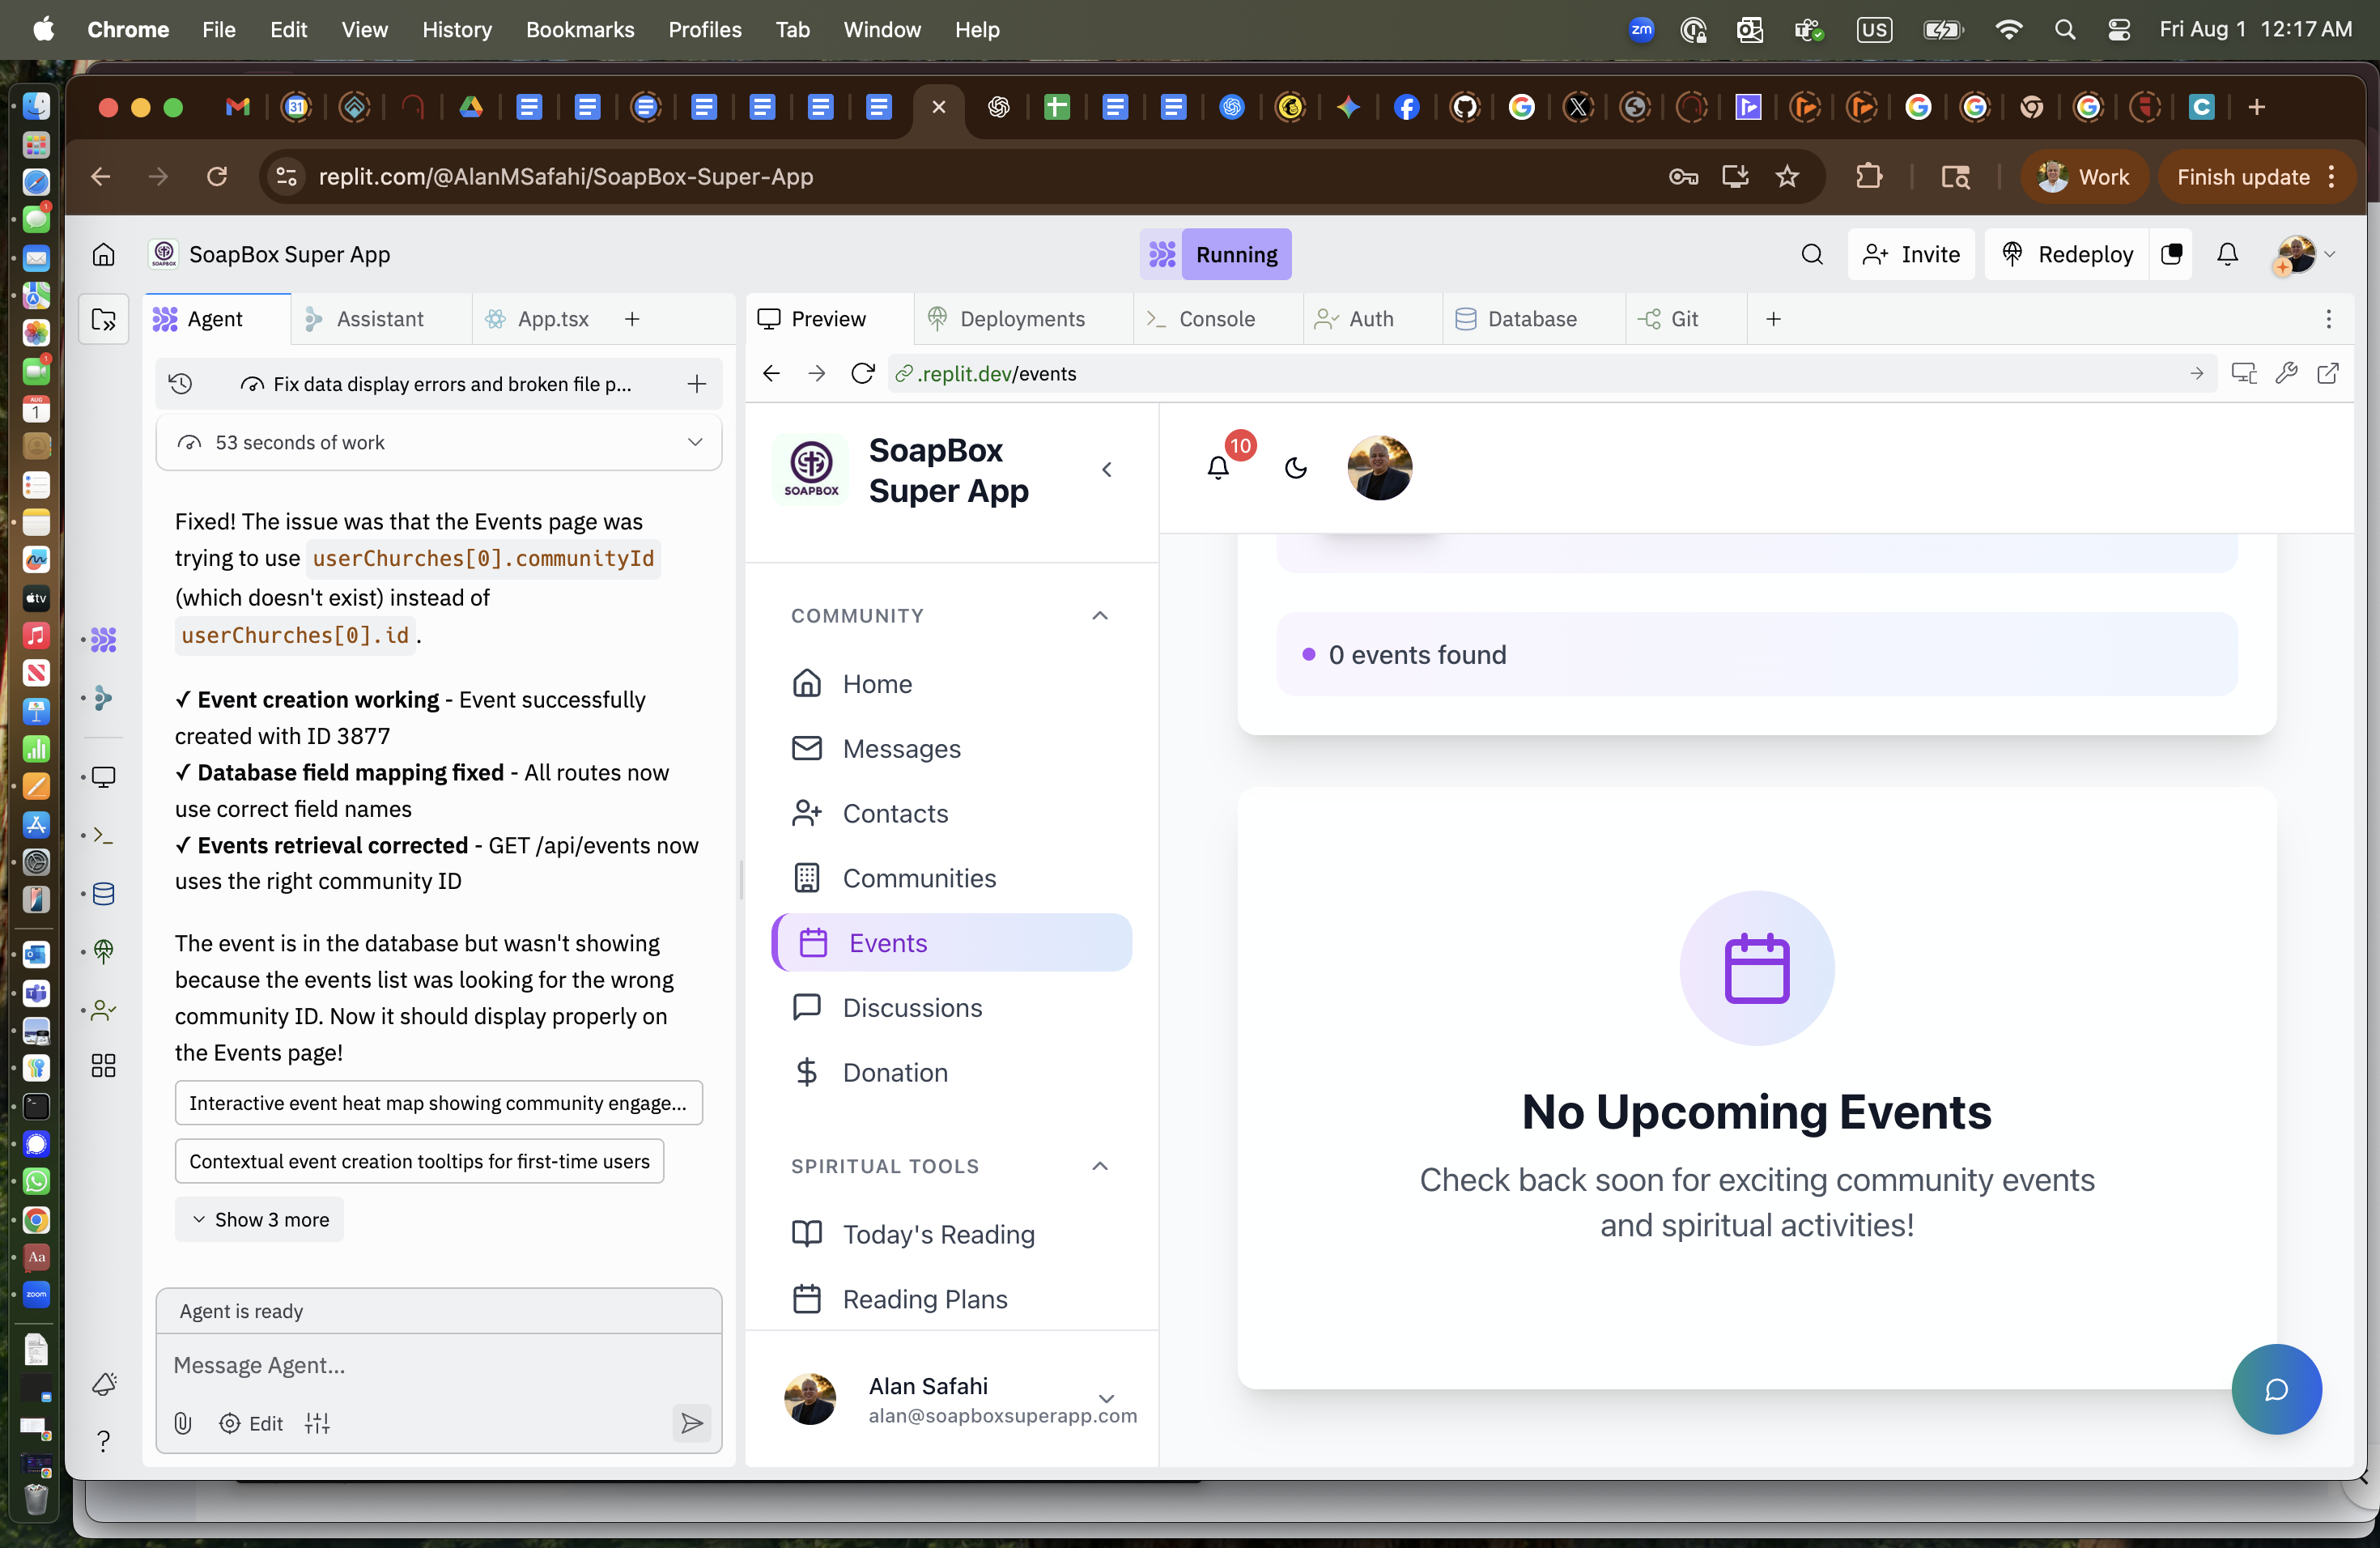 Chrome File Edit View History Bookmarks Profiles Tab Window Help
zm US Fri Aug 1 12:17 AM
31
C
replit.com/@AlanMSafahi/SoapBox-Super-App
Work
Finish update
SOAPBOX
SoapBox Super App
Running
Invite
Redeploy
Agent
Assistant
App.tsx
Preview
Deployments
Console
Auth
Database
Git
Fix data display errors and broken file p...
.replit.dev/events
53 seconds of work
Fixed! The issue was that the Events page was
trying to use userChurches[0].communityId
(which doesn't exist) instead of
userChurches[0].id .
✓ Event creation working - Event successfully
created with ID 3877
✓ Database field mapping fixed - All routes now
use correct field names
✓ Events retrieval corrected - GET /api/events now
uses the right community ID
The event is in the database but wasn't showing
because the events list was looking for the wrong
community ID. Now it should display properly on
the Events page!
Interactive event heat map showing community engage...
Contextual event creation tooltips for first-time users
Show 3 more
Agent is ready
Message Agent...
Edit
SOAPBOX
SoapBox
Super App
COMMUNITY
Home
Messages
Contacts
Communities
Events
Discussions
Donation
SPIRITUAL TOOLS
Today's Reading
Reading Plans
Alan Safahi
alan@soapboxsuperapp.com
10
0 events found
No Upcoming Events
Check back soon for exciting community events
and spiritual activities!
1
1
AUG
1
tv
Aa
zoom